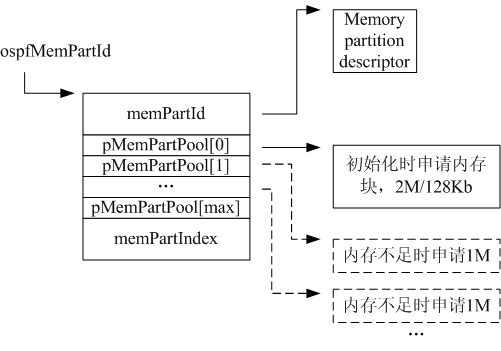 ospfMemPartId
Memory
partition
descriptor
memPartId
pMemPartPool[0]
pMemPartPool[1]
...
pMemPartPool[max]
memPartIndex
初始化时申请内存
块，2M/128Kb
内存不足时申请1M
内存不足时申请1M
...